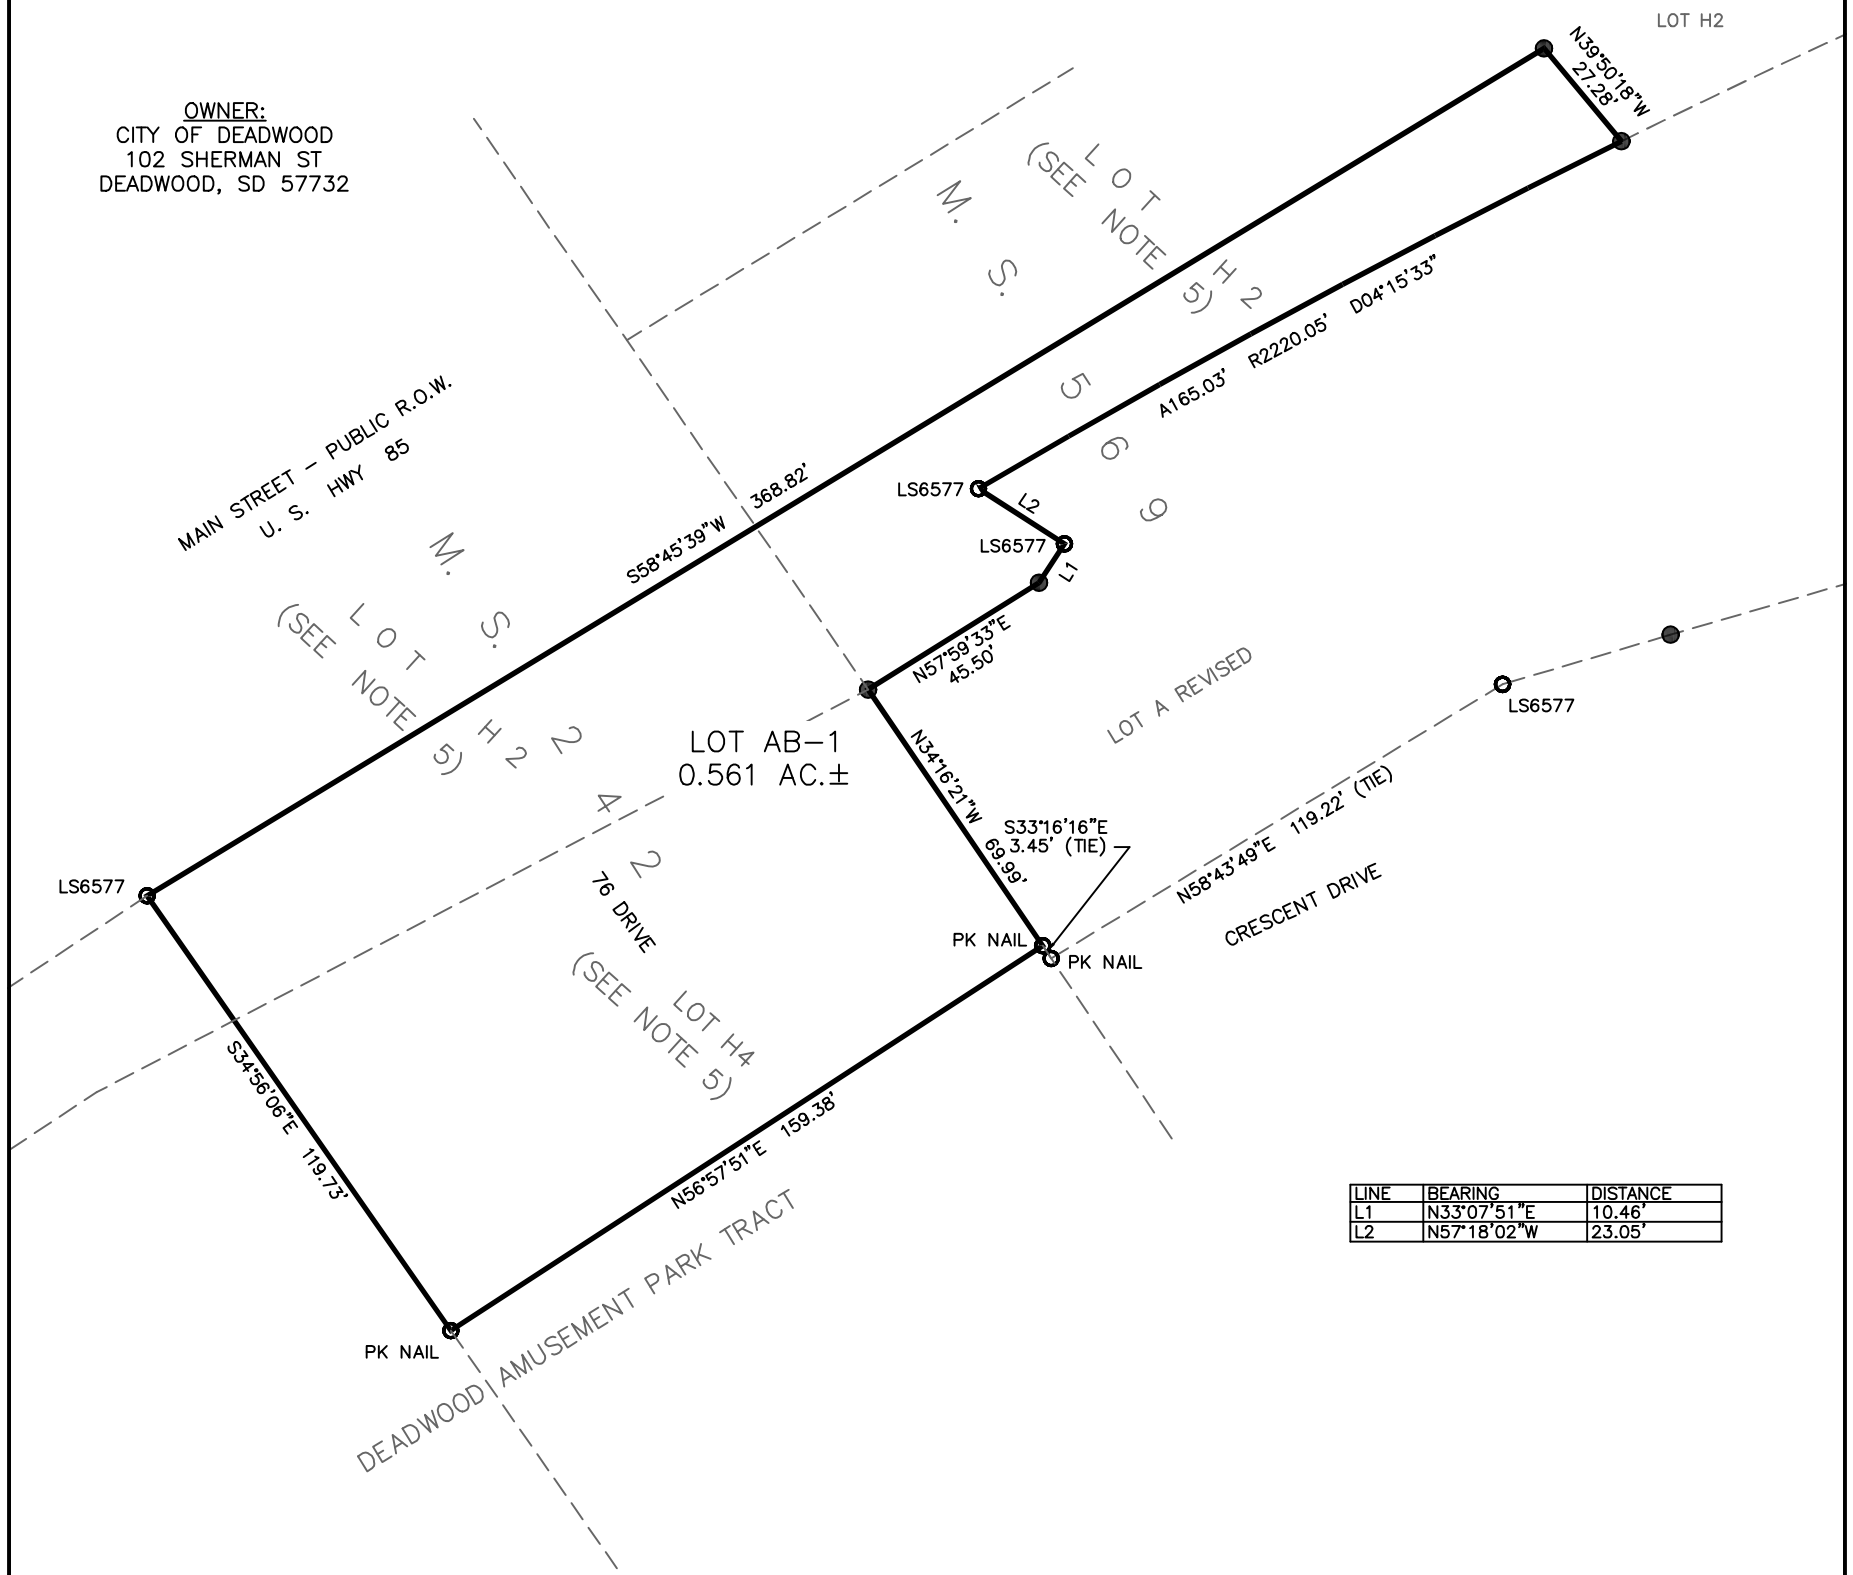 LOT H2
N39°50'18"W
27.28'
OWNER:
CITY OF DEADWOOD
102 SHERMAN ST
DEADWOOD, SD 57732
L O T H 2
(SEE NOTE 5)
M. S. 5 6 9
D04°15'33"
R2220.05'
A165.03'
MAIN STREET - PUBLIC R.O.W.
U. S. HWY 85
S58°45'39"W 368.82'
LS6577
L2
LS6577
L1
N57°59'33"E
45.50'
M. S. 2 2 4 2
L O T H 2
(SEE NOTE 5)
LOT A REVISED
LS6577
LOT AB-1
0.561 AC.±
N34°16'21"W 69.99'
S33°16'16"E
3.45' (TIE)
N58°43'49"E 119.22' (TIE)
CRESCENT DRIVE
LS6577
76 DRIVE
PK NAIL
PK NAIL
LOT H4
(SEE NOTE 5)
S34°56'06"E 119.73'
N56°57'51"E 159.38'
DEADWOOD AMUSEMENT PARK TRACT
PK NAIL
LINE BEARING DISTANCE
L1 N33°07'51"E 10.46'
L2 N57°18'02"W 23.05'